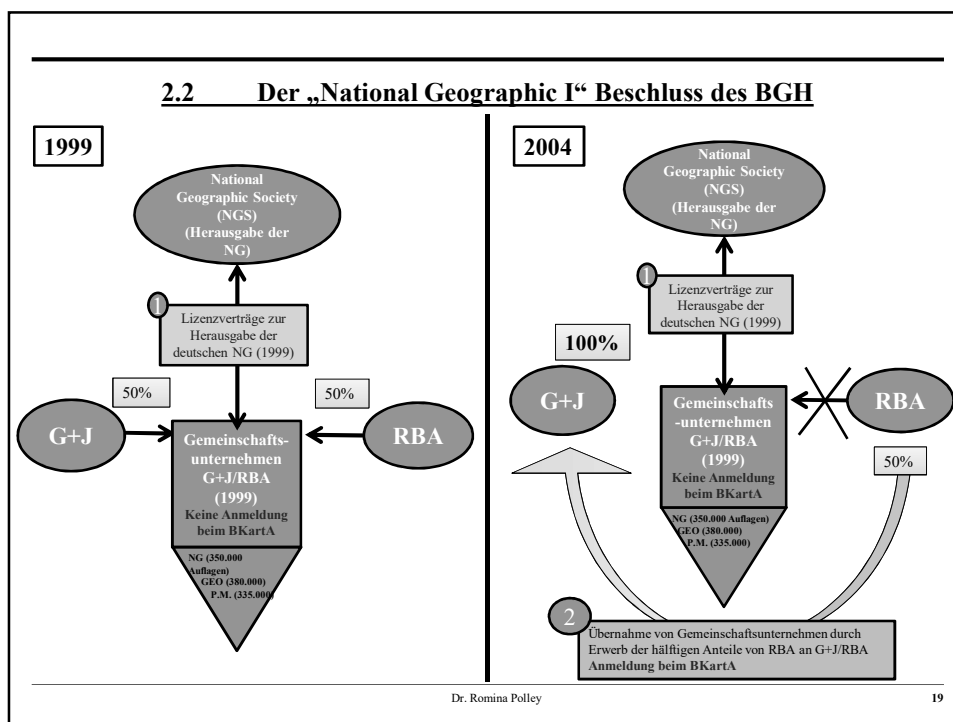 2.2 Der „National Geographic I“ Beschluss des BGH
1999
National
Geographic Society
(NGS)
(Herausgabe der
NG)
1
Lizenzverträge zur
Herausgabe der
deutschen NG (1999)
50%
50%
G+J
Gemeinschafts-
unternehmen
G+J/RBA
(1999)
Keine Anmeldung
beim BKartA
RBA
NG (350.000
Auflagen)
GEO (380.000)
P.M. (335.000)
2004
National
Geographic Society
(NGS)
(Herausgabe der
NG)
1
Lizenzverträge zur
Herausgabe der
deutschen NG (1999)
100%
G+J
Gemeinschafts
-unternehmen
G+J/RBA
(1999)
Keine Anmeldung
beim BKartA
RBA
50%
NG (350.000 Auflagen)
GEO (380.000)
P.M. (335.000)
2
Übernahme von Gemeinschaftsunternehmen durch
Erwerb der hälftigen Anteile von RBA an G+J/RBA
Anmeldung beim BKartA
Dr. Romina Polley
19